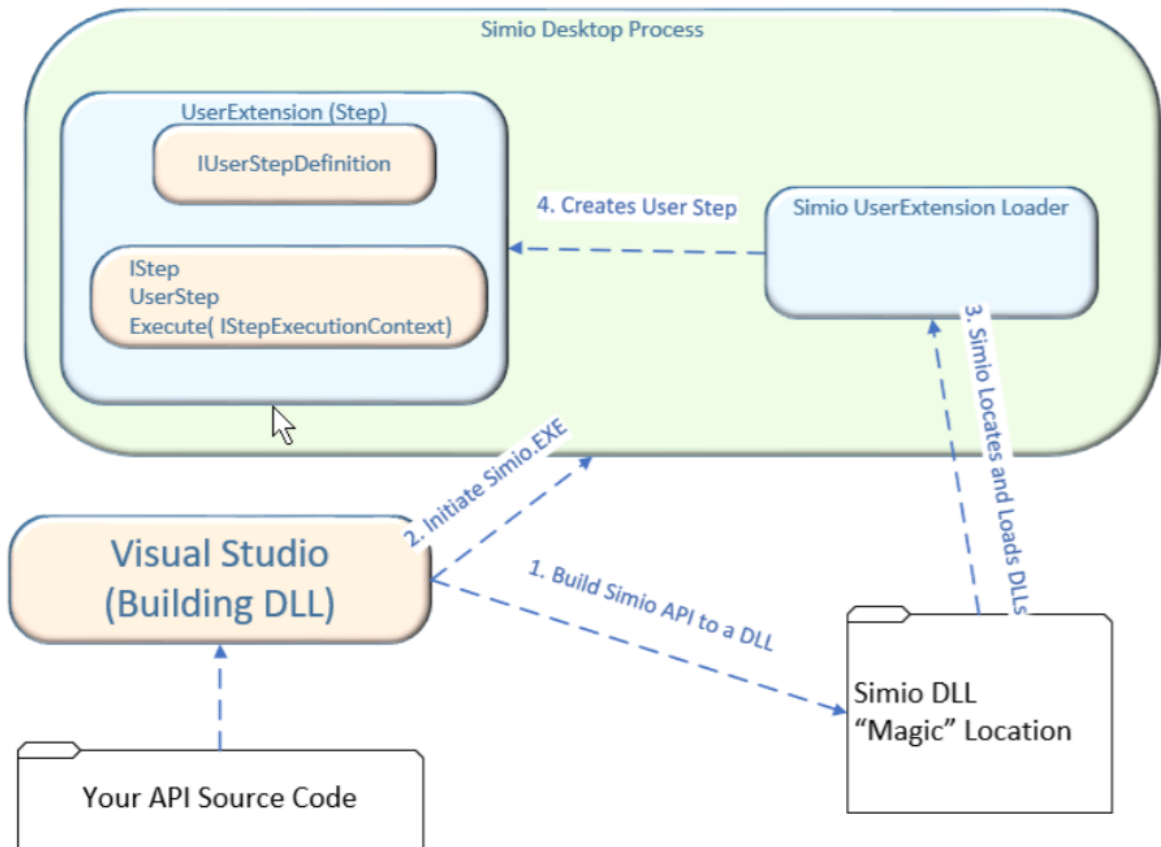 Simio Desktop Process
UserExtension (Step)
IUserStepDefinition
4. Creates User Step
Simio UserExtension Loader
IStep
UserStep
Execute( IStepExecutionContext)
3. Simio Locates and Loads DLLs
2. Initiate Simio.EXE
Visual Studio
(Building DLL)
1. Build Simio API to a DLL
Simio DLL
“Magic” Location
Your API Source Code